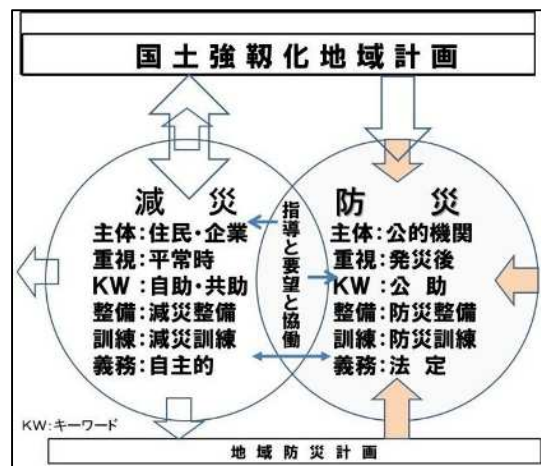 国土強靱化地域計画
減 災
主体：住民・企業
重視：平常時
KW：自助・共助
整備：減災整備
訓練：減災訓練
義務：自主的
指導と要望と協働
防 災
主体：公的機関
重視：発災後
KW：公 助
整備：防災整備
訓練：防災訓練
義務：法 定
KW：キーワード
地域防災計画